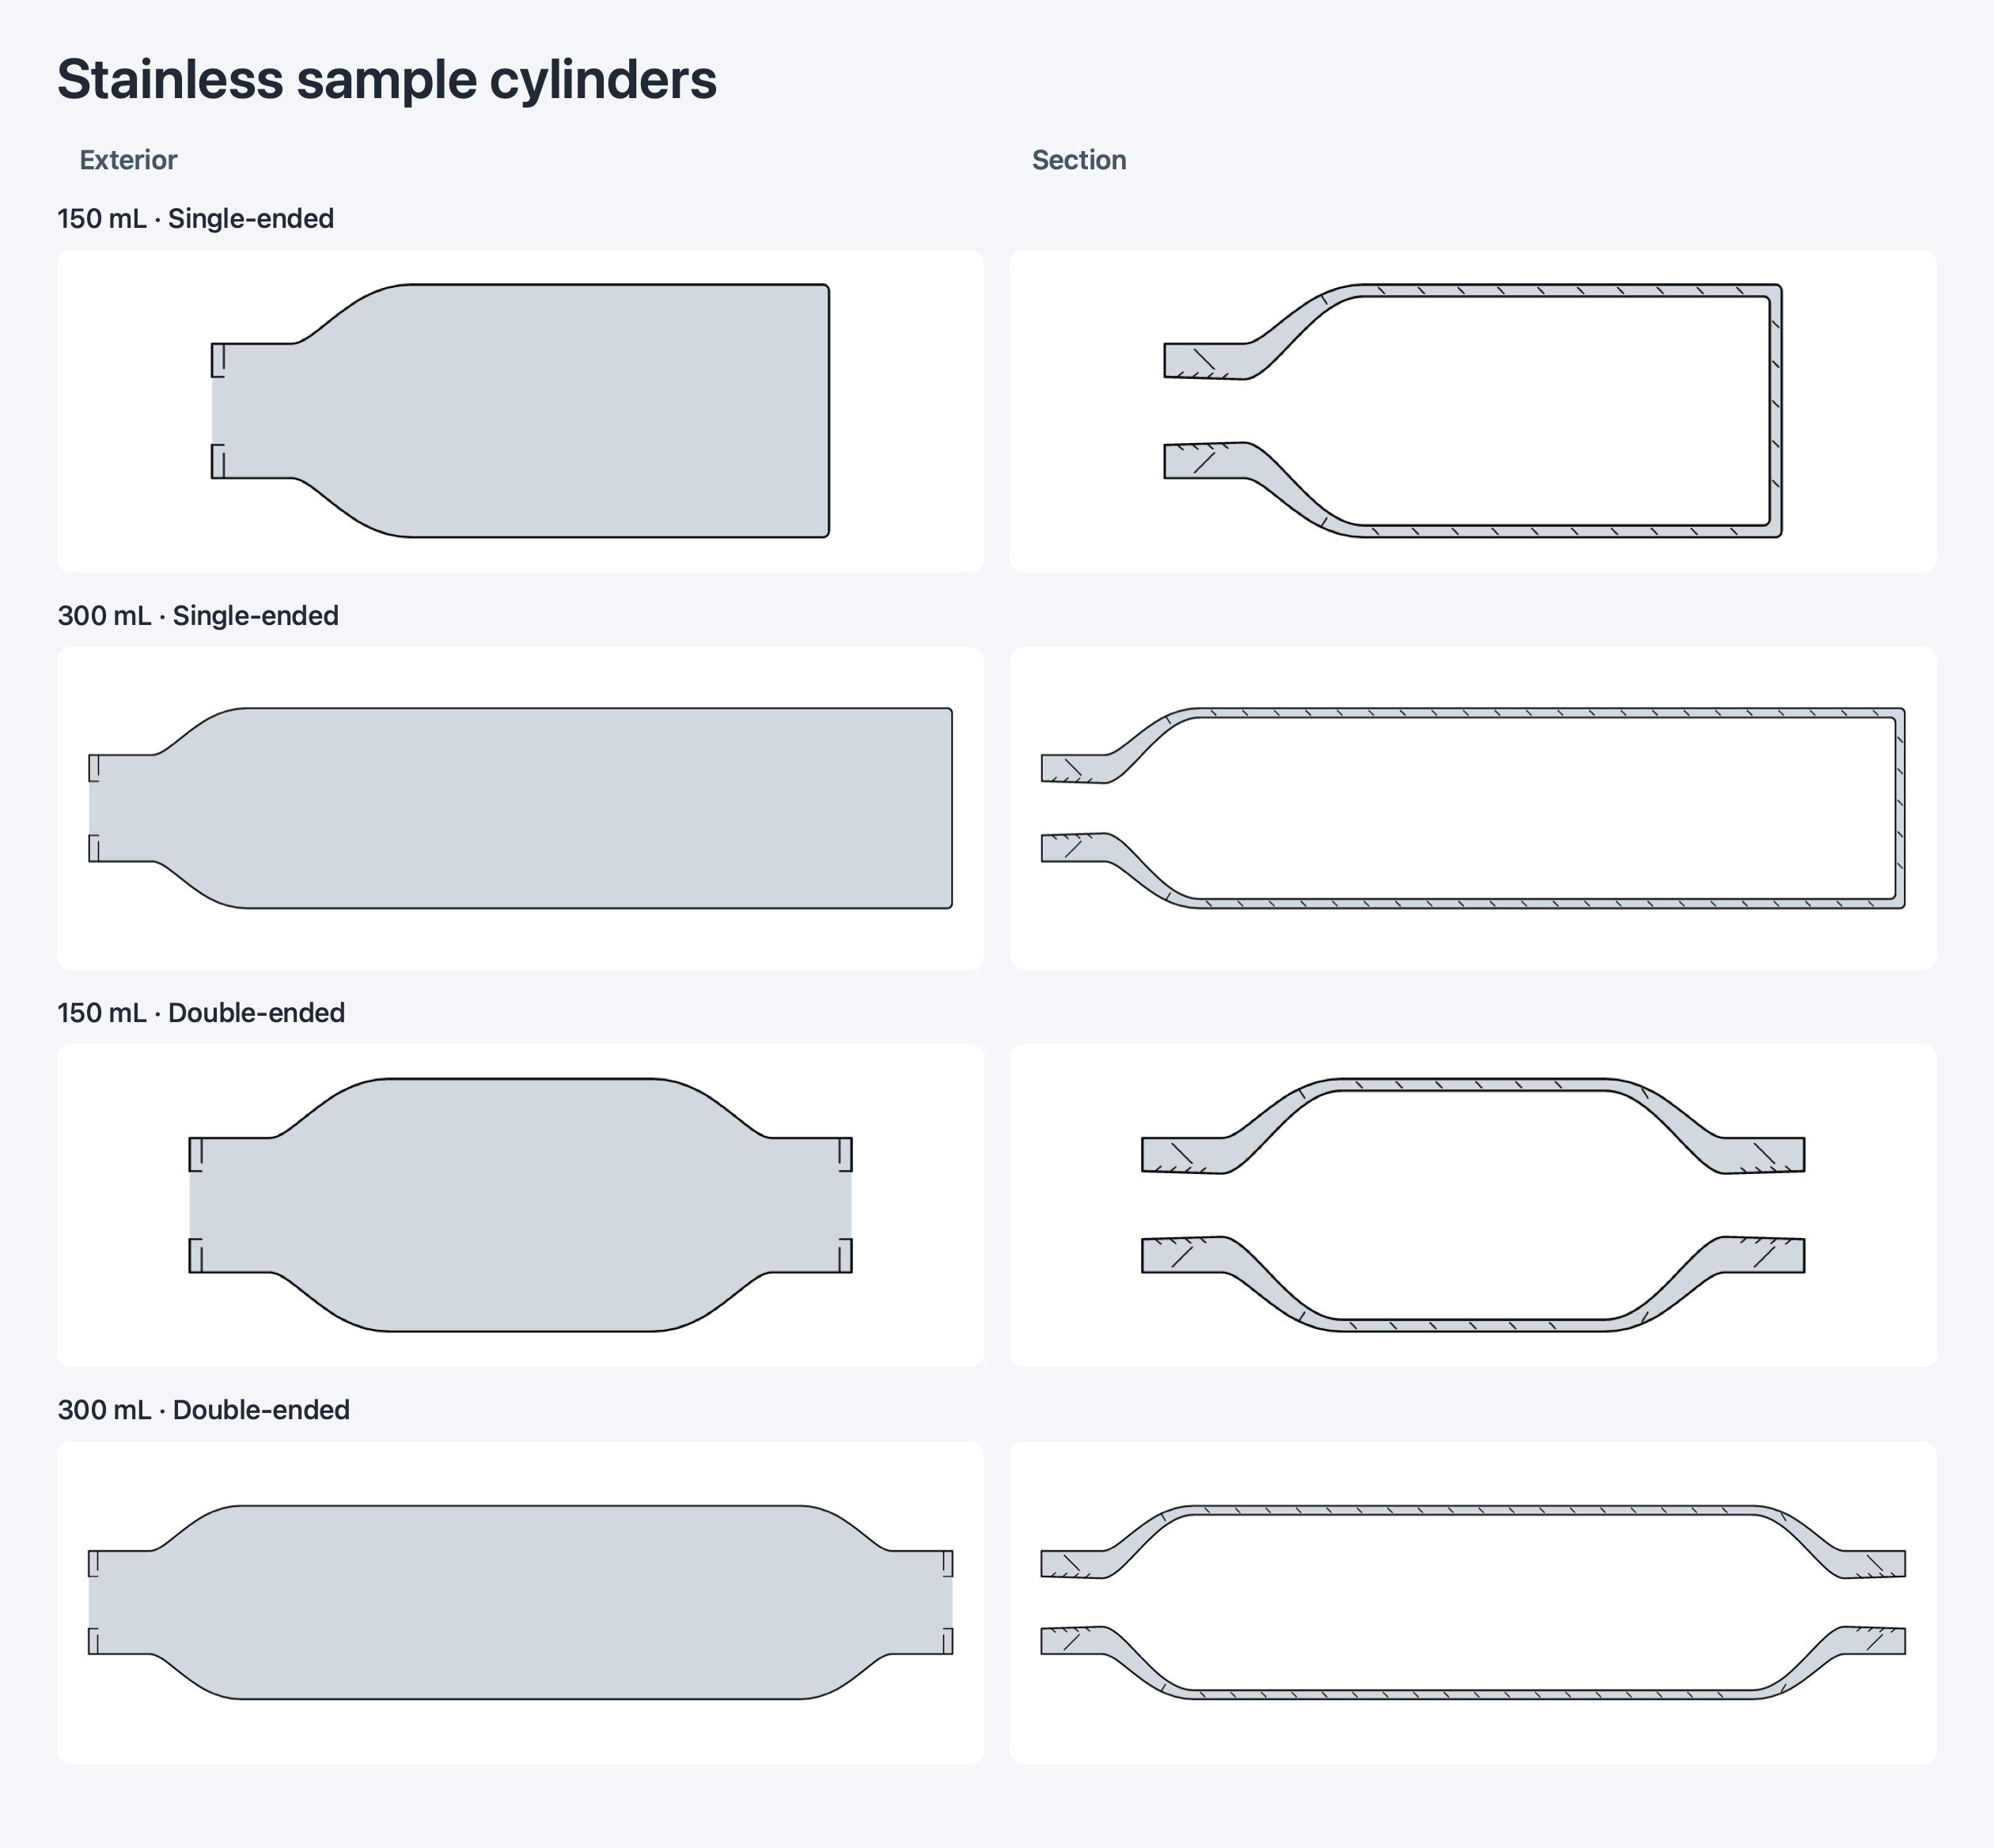 Stainless sample cylinders
Exterior
Section
150 mL · Single-ended
300 mL · Single-ended
150 mL · Double-ended
300 mL · Double-ended